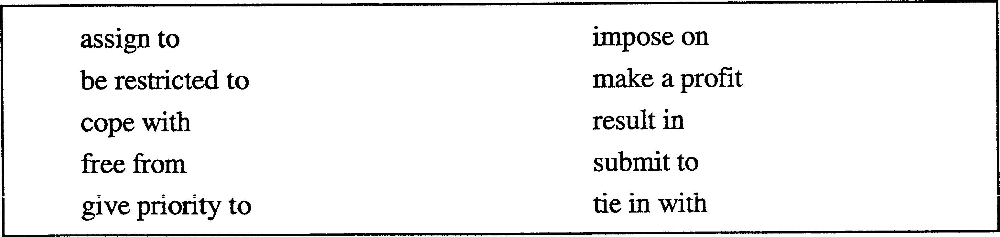 assign to
be restricted to
cope with
free from
give priority to
impose on
make a profit
result in
submit to
tie in with